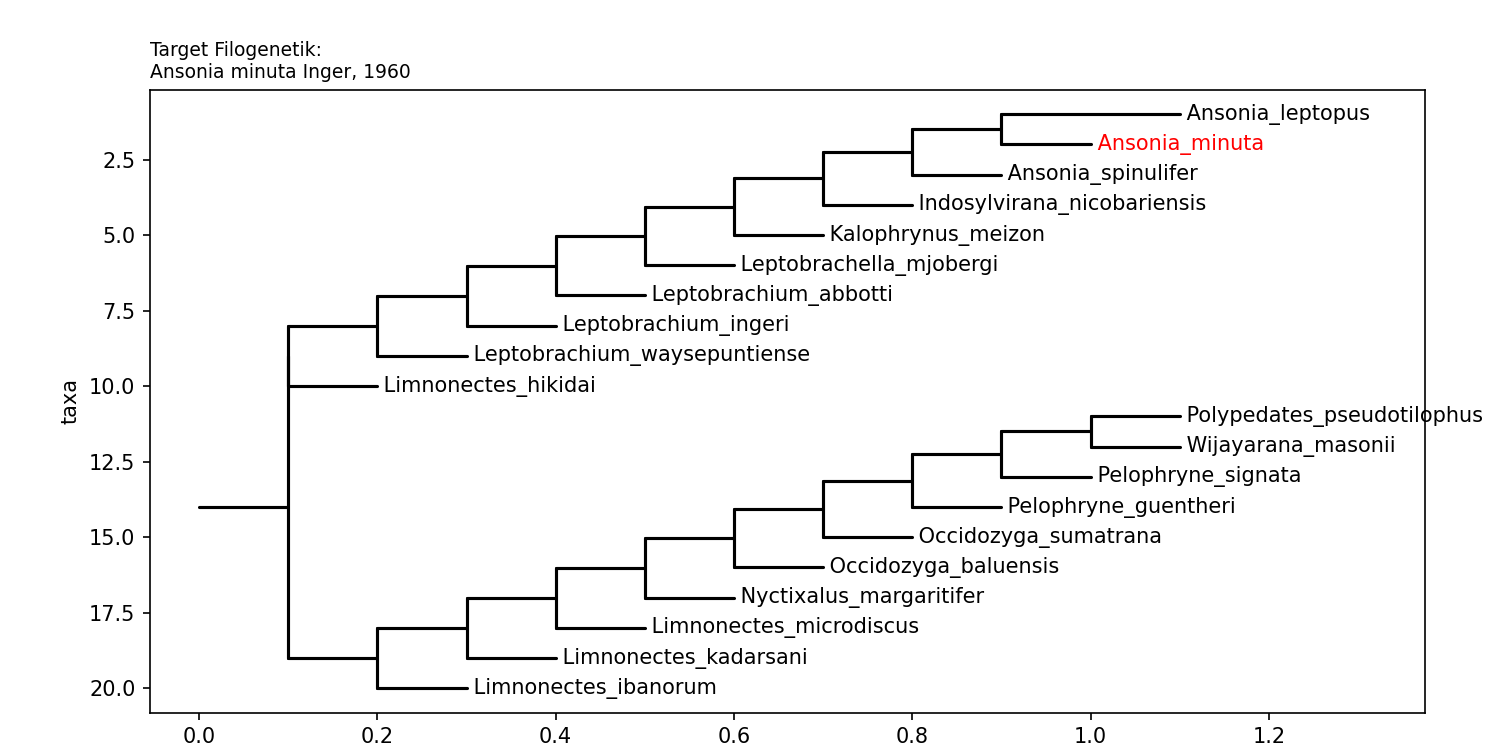 Target Filogenetik:
Ansonia minuta Inger, 1960
Ansonia_leptopus
Ansonia_minuta
2.5
Ansonia_spinulifer
Indosylvirana_nicobariensis
5.0
Kalophrynus_meizon
Leptobrachella_mjobergi
Leptobrachium_abbotti
7.5
Leptobrachium_ingeri
Leptobrachium_waysepuntiense
10.0
Limnonectes_hikidai
taxa
Polypedates_pseudotilophus
Wijayarana_masonii
12.5
Pelophryne_signata
Pelophryne_guentheri
15.0
Occidozyga_sumatrana
Occidozyga_baluensis
Nyctixalus_margaritifer
17.5
Limnonectes_microdiscus
Limnonectes_kadarsani
20.0
Limnonectes_ibanorum
0.0 0.2 0.4 0.6 0.8 1.0 1.2